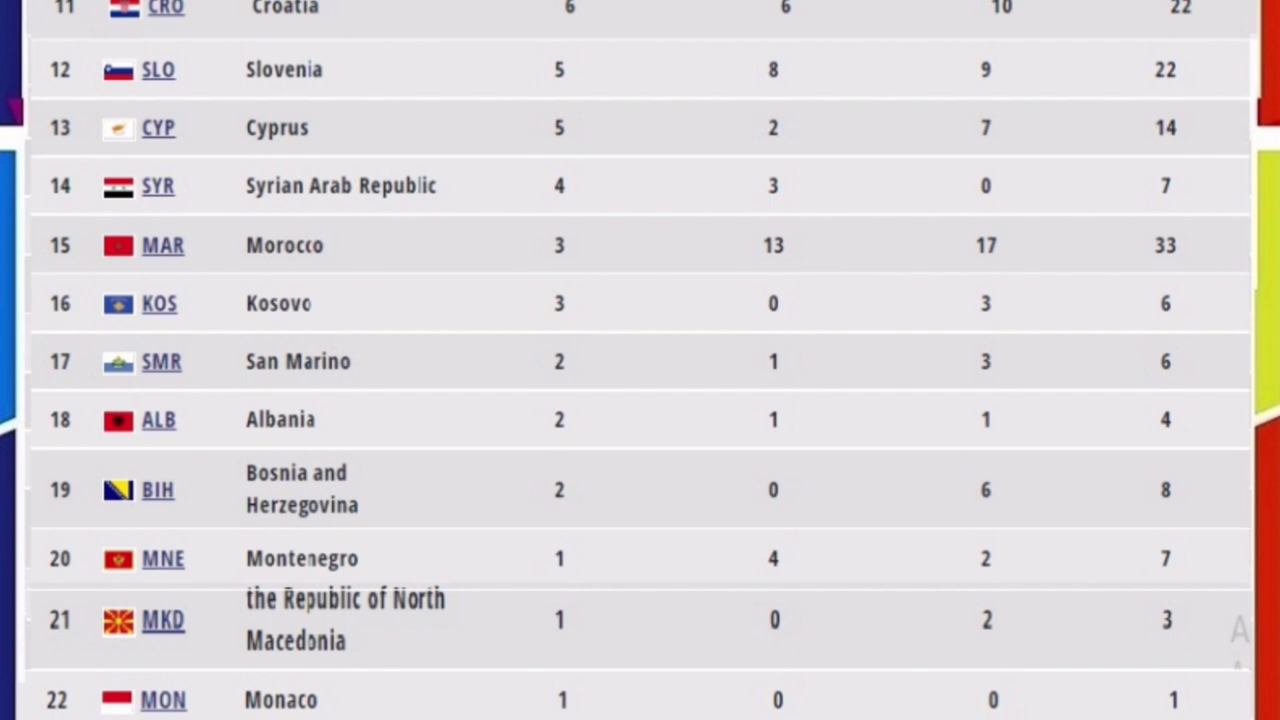 11 CRO Croatia 6 6 10 22
12 SLO Slovenia 5 8 9 22
13 CYP Cyprus 5 2 7 14
14 SYR Syrian Arab Republic 4 3 0 7
15 MAR Morocco 3 13 17 33
16 KOS Kosovo 3 0 3 6
17 SMR San Marino 2 1 3 6
18 ALB Albania 2 1 1 4
19 BIH Bosnia and Herzegovina 2 0 6 8
20 MNE Montenegro 1 4 2 7
21 MKD the Republic of North Macedonia 1 0 2 3
22 MON Monaco 1 0 0 1